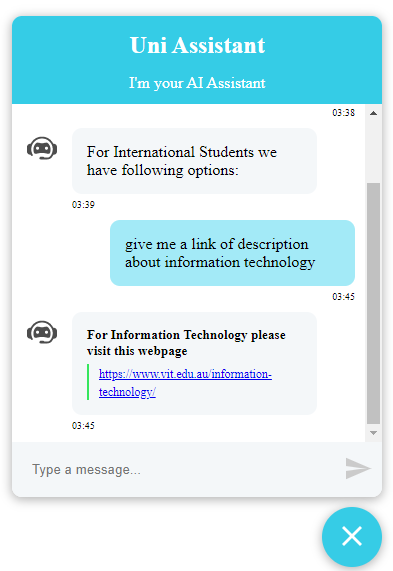 Uni Assistant
I'm your AI Assistant
03:38
For International Students we
have following options:
03:39
give me a link of description
about information technology
03:45
For Information Technology please
visit this webpage
https://www.vit.edu.au/information-
technology/
03:45
Type a message...